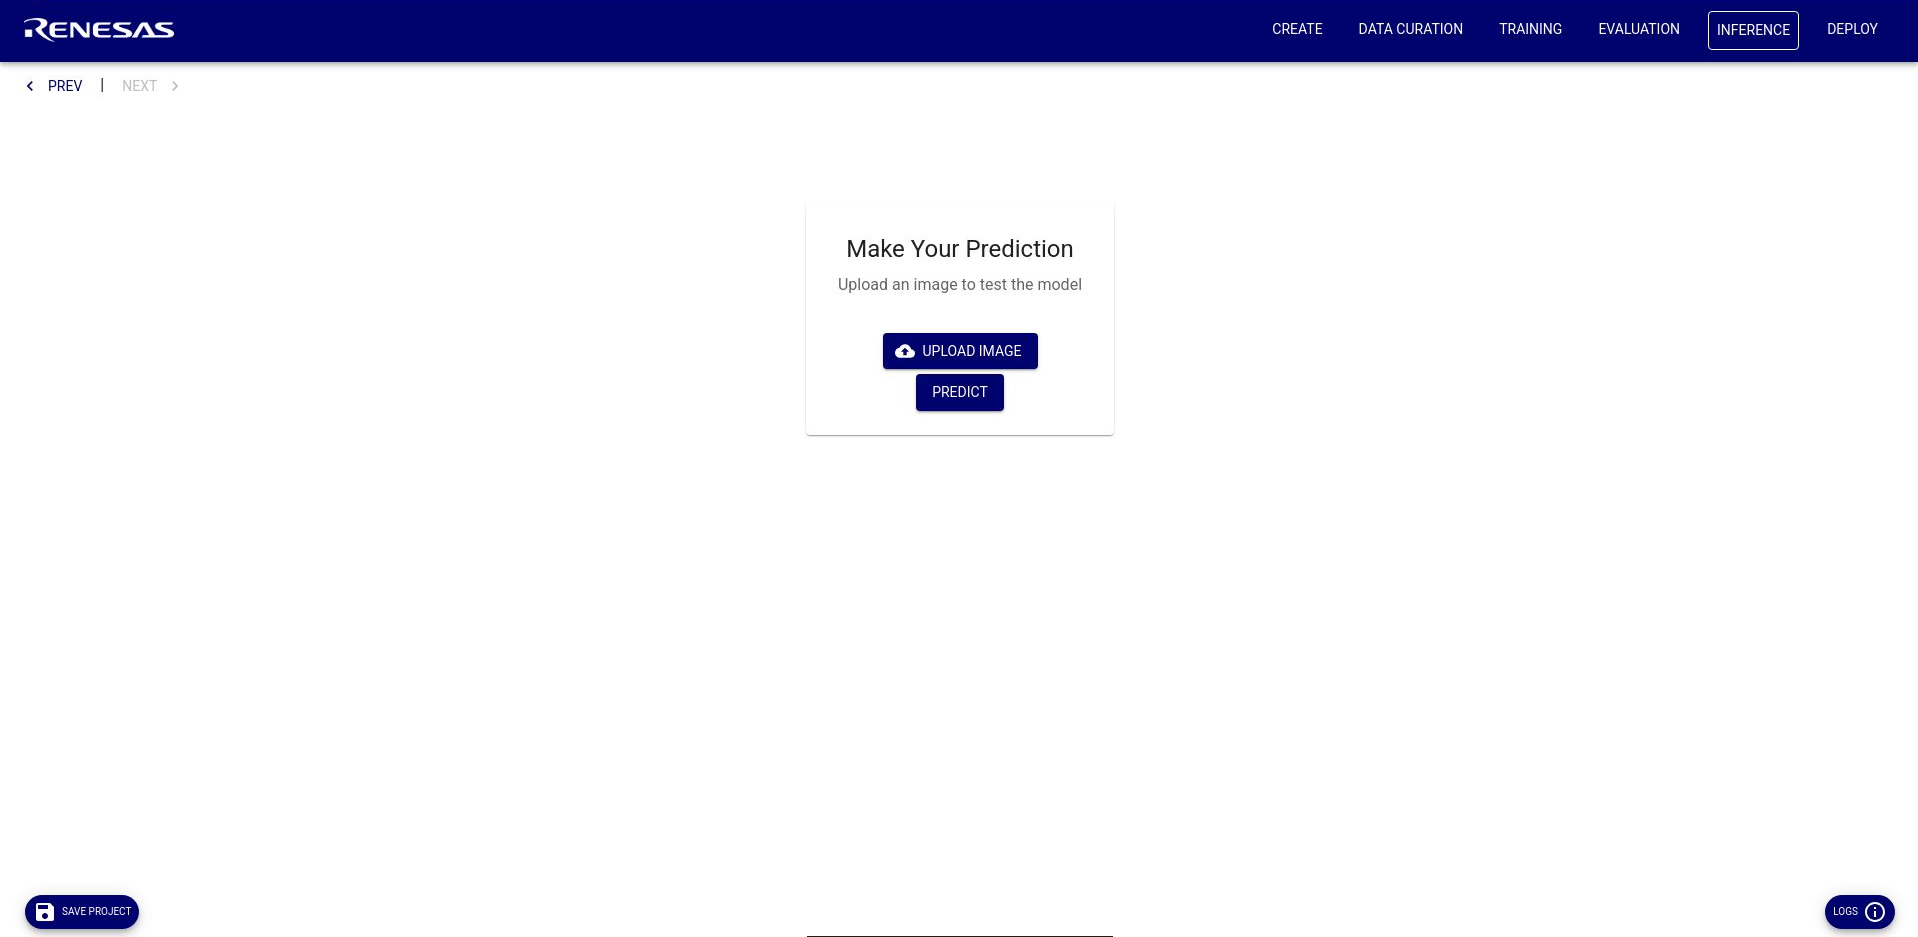 RENESAS
CREATE DATA CURATION TRAINING EVALUATION INFERENCE DEPLOY
PREV | NEXT
Make Your Prediction
Upload an image to test the model
UPLOAD IMAGE
PREDICT
SAVE PROJECT
LOGS